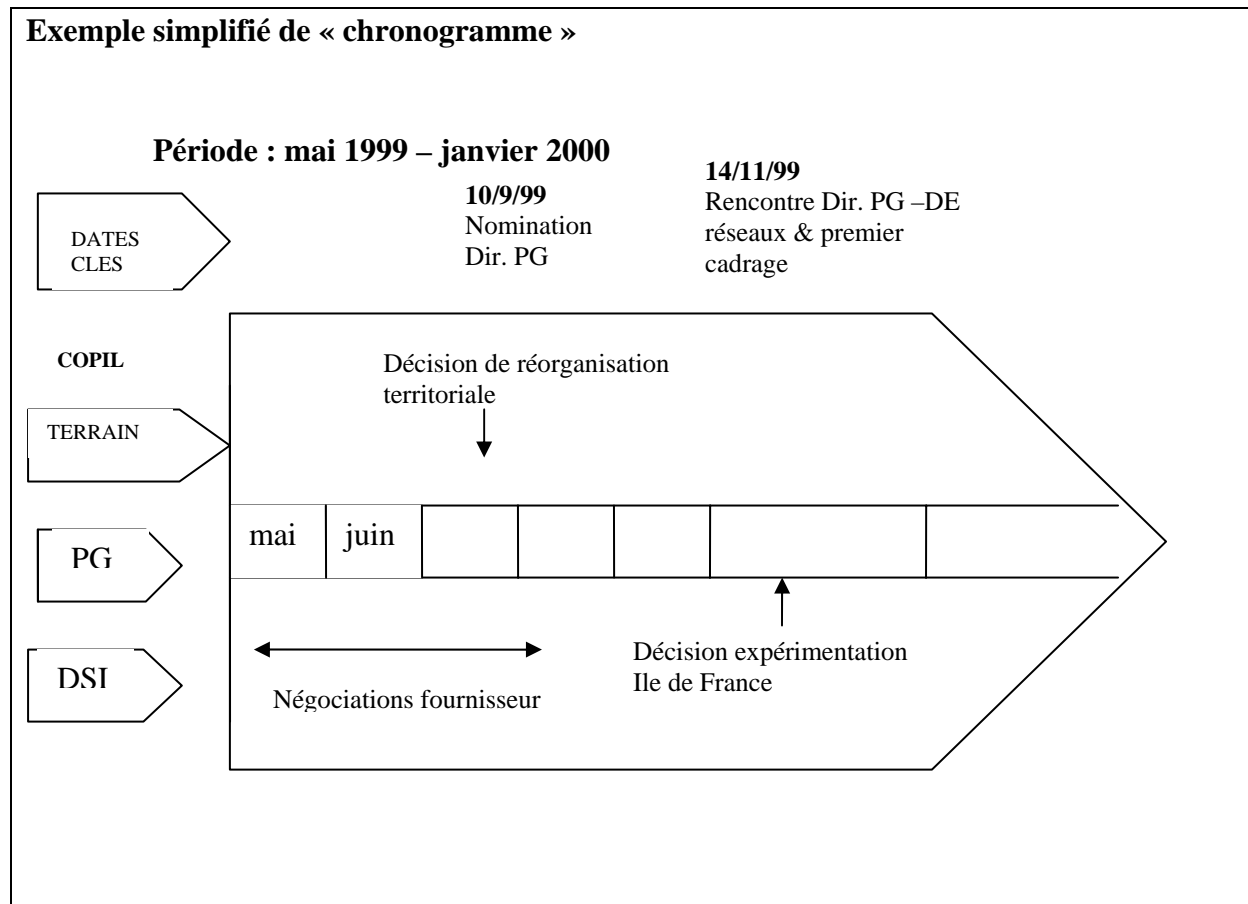 Exemple simplifié de « chronogramme »
Période : mai 1999 – janvier 2000
10/9/99
Nomination
Dir. PG
14/11/99
Rencontre Dir. PG –DE
réseaux & premier
cadrage
DATES
CLES
COPIL
Décision de réorganisation
territoriale
TERRAIN
mai
juin
PG
Décision expérimentation
Ile de France
DSI
Négociations fournisseur